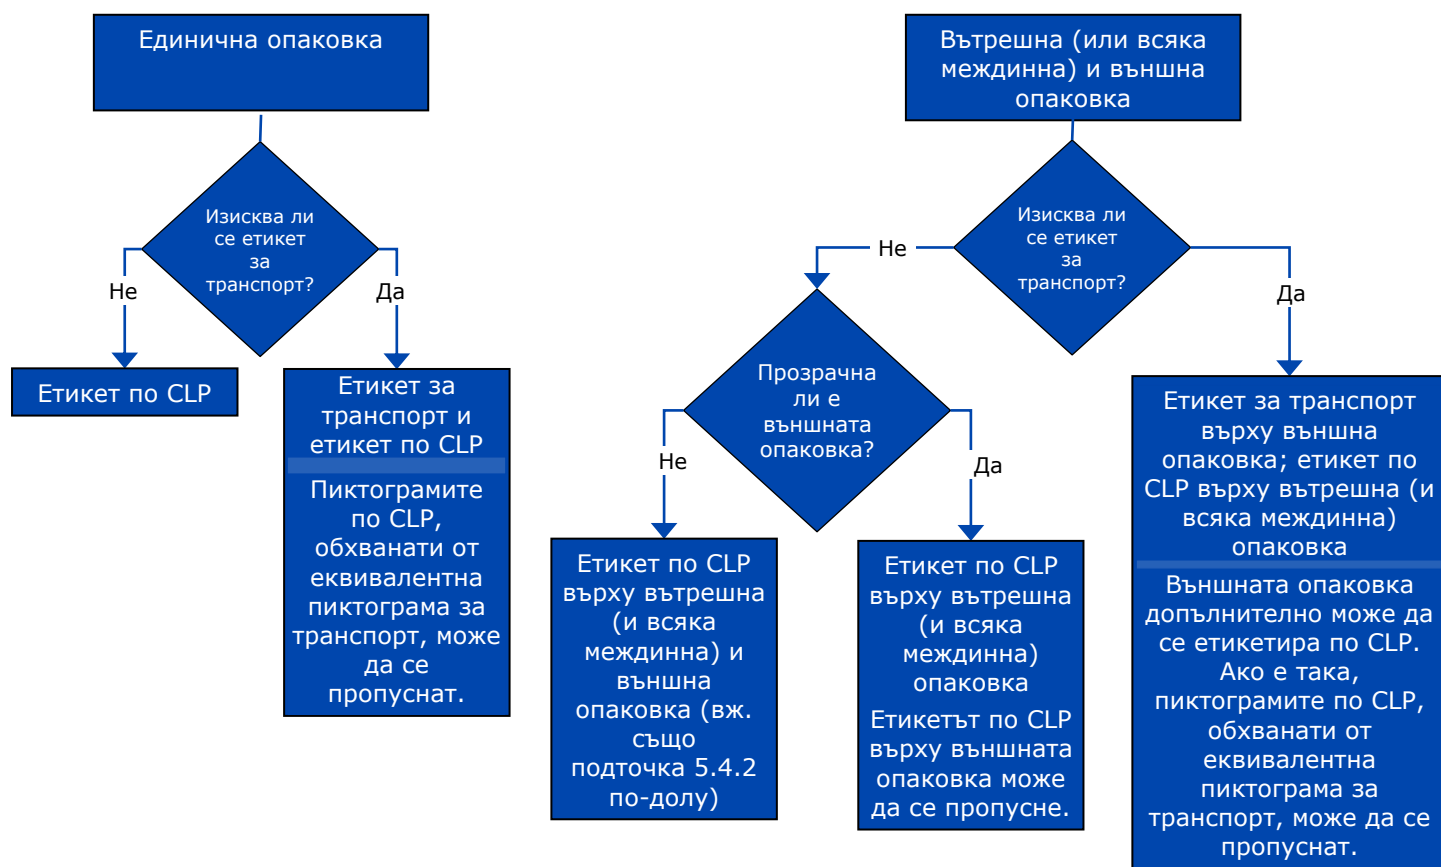 Единична опаковка
Изисква ли
се етикет
за
транспорт?
Не
Да
Етикет по CLP
Етикет за
транспорт и
етикет по CLP
Пиктограмите
по CLP,
обхванати от
еквивалентна
пиктограма за
транспорт, може
да се
пропуснат.
Вътрешна (или всяка
междинна) и външна
опаковка
Изисква ли
се етикет
за
транспорт?
Не
Да
Прозрачна
ли е
външната
опаковка?
Не
Да
Етикет по CLP
върху вътрешна
(и всяка
междинна) и
външна
опаковка (вж.
също
подточка 5.4.2
по-долу)
Етикет по CLP
върху вътрешна
(и всяка
междинна)
опаковка
Етикетът по CLP
върху външната
опаковка може
да се пропусне.
Етикет за транспорт
върху външна
опаковка; етикет по
CLP върху вътрешна (и
всяка междинна)
опаковка
Външната опаковка
допълнително може да
се етикетира по CLP.
Ако е така,
пиктограмите по CLP,
обхванати от
еквивалентна
пиктограма за
транспорт, може да се
пропуснат.